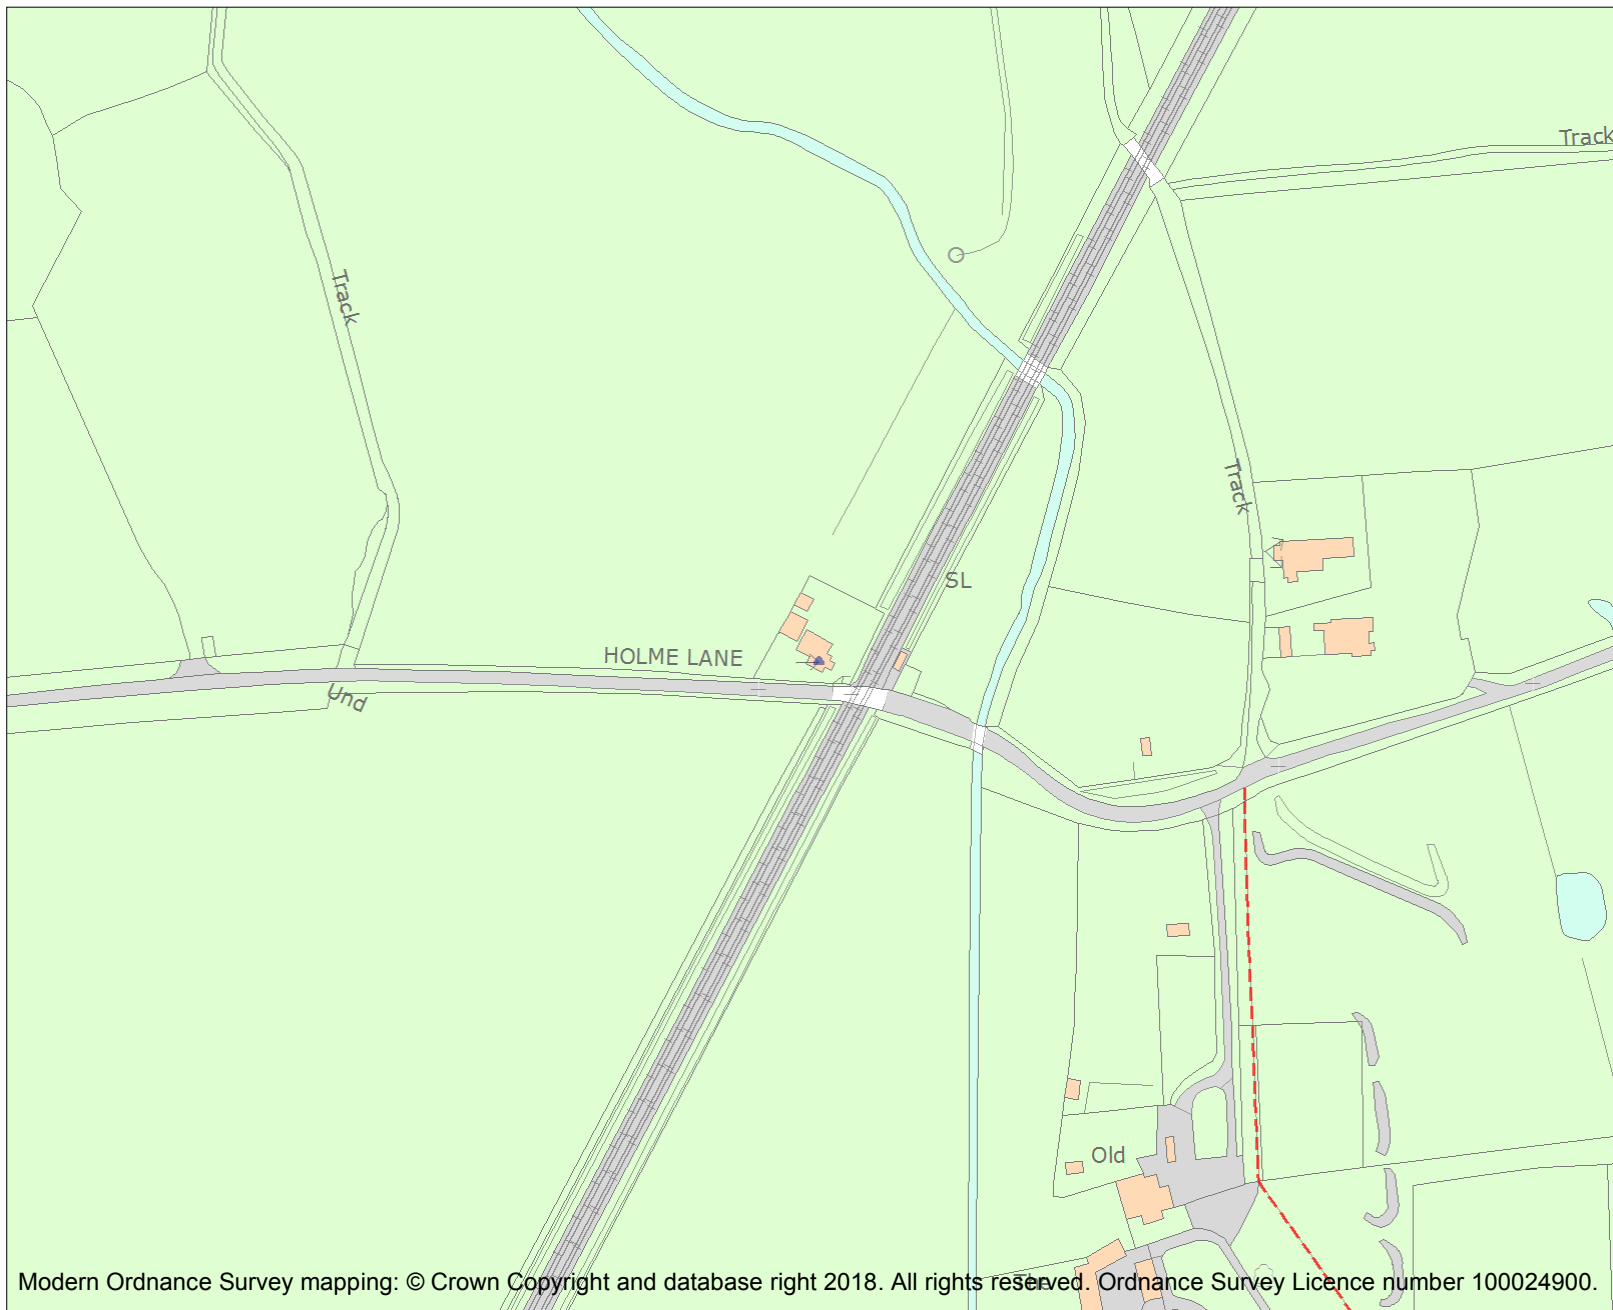 Track
Track
Track
SL
HOLME LANE
Und
Old
The
Modern Ordnance Survey mapping: © Crown Copyright and database right 2018. All rights reserved. Ordnance Survey Licence number 100024900.